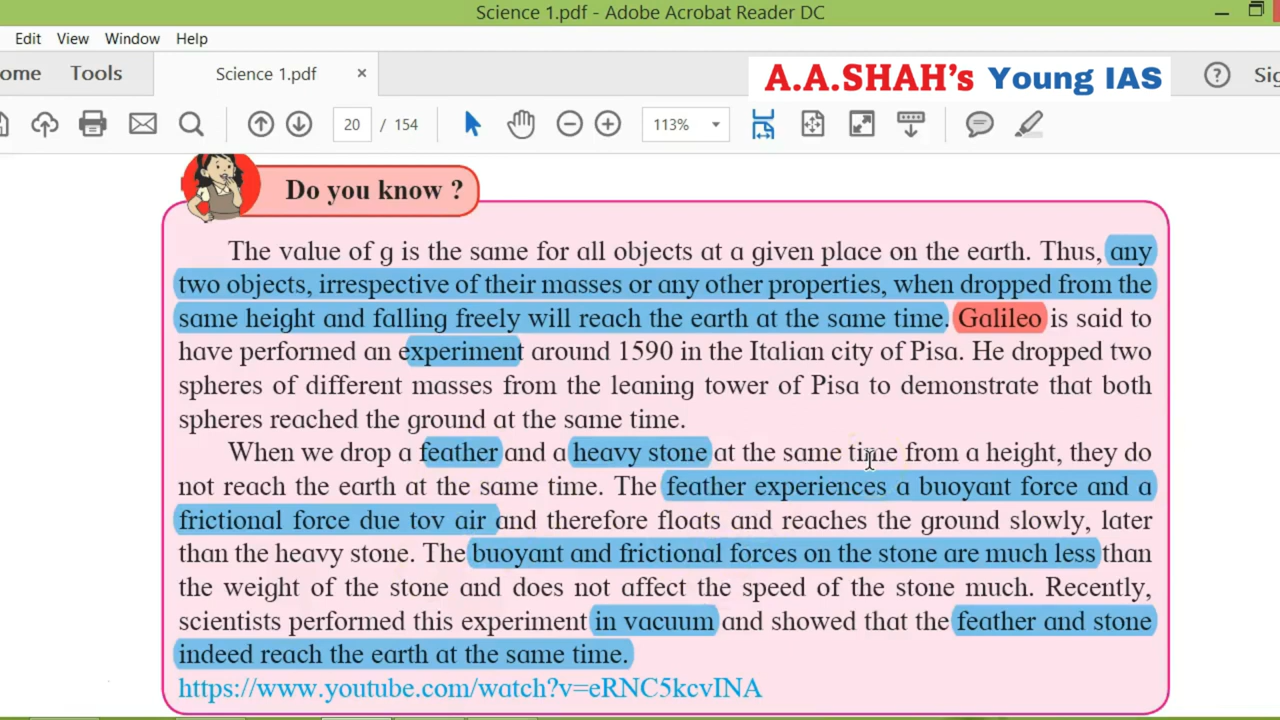 Science 1.pdf - Adobe Acrobat Reader DC
Edit View Window Help
ome Tools Science 1.pdf × A.A.SHAH's Young IAS ? Sig
20 / 154 113%
Do you know ?
The value of g is the same for all objects at a given place on the earth. Thus, any
two objects, irrespective of their masses or any other properties, when dropped from the
same height and falling freely will reach the earth at the same time. Galileo is said to
have performed an experiment around 1590 in the Italian city of Pisa. He dropped two
spheres of different masses from the leaning tower of Pisa to demonstrate that both
spheres reached the ground at the same time.
When we drop a feather and a heavy stone at the same time from a height, they do
not reach the earth at the same time. The feather experiences a buoyant force and a
frictional force due tov air and therefore floats and reaches the ground slowly, later
than the heavy stone. The buoyant and frictional forces on the stone are much less than
the weight of the stone and does not affect the speed of the stone much. Recently,
scientists performed this experiment in vacuum and showed that the feather and stone
indeed reach the earth at the same time.
https://www.youtube.com/watch?v=eRNC5kcvINA